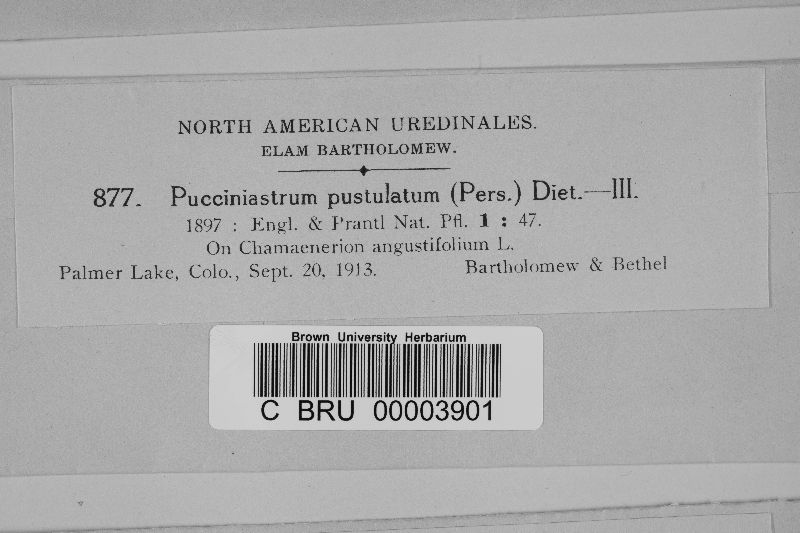 NORTH AMERICAN UREDINALES.
ELAM BARTHOLOMEW.
877. Pucciniastrum pustulatum (Pers.) Diet.—III.
1897 : Engl. & Prantl Nat. Pfl. 1 : 47.
On Chamaenerion angustifolium L.
Palmer Lake, Colo., Sept. 20, 1913. Bartholomew & Bethel
Brown University Herbarium
C BRU 00003901